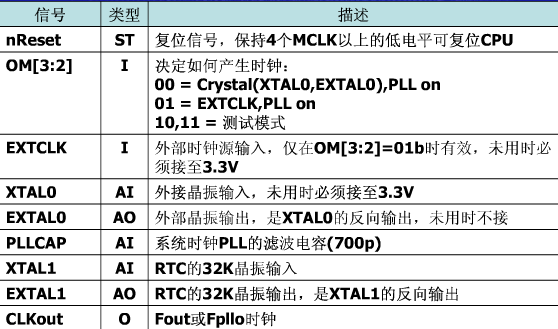 信号 类型 描述
nReset ST 复位信号，保持4个MCLK以上的低电平可复位CPU
OM[3:2] I 决定如何产生时钟：
00 = Crystal(XTAL0,EXTAL0),PLL on
01 = EXTCLK,PLL on
10,11 = 测试模式
EXTCLK I 外部时钟源输入，仅在OM[3:2]=01b时有效，未用时必
须接至3.3V
XTAL0 AI 外接晶振输入，未用时必须接至3.3V
EXTAL0 AO 外部晶振输出，是XTAL0的反向输出，未用时不接
PLLCAP AI 系统时钟PLL的滤波电容(700p)
XTAL1 AI RTC的32K晶振输入
EXTAL1 AO RTC的32K晶振输出，是XTAL1的反向输出
CLKout O Fout或Fpllo时钟